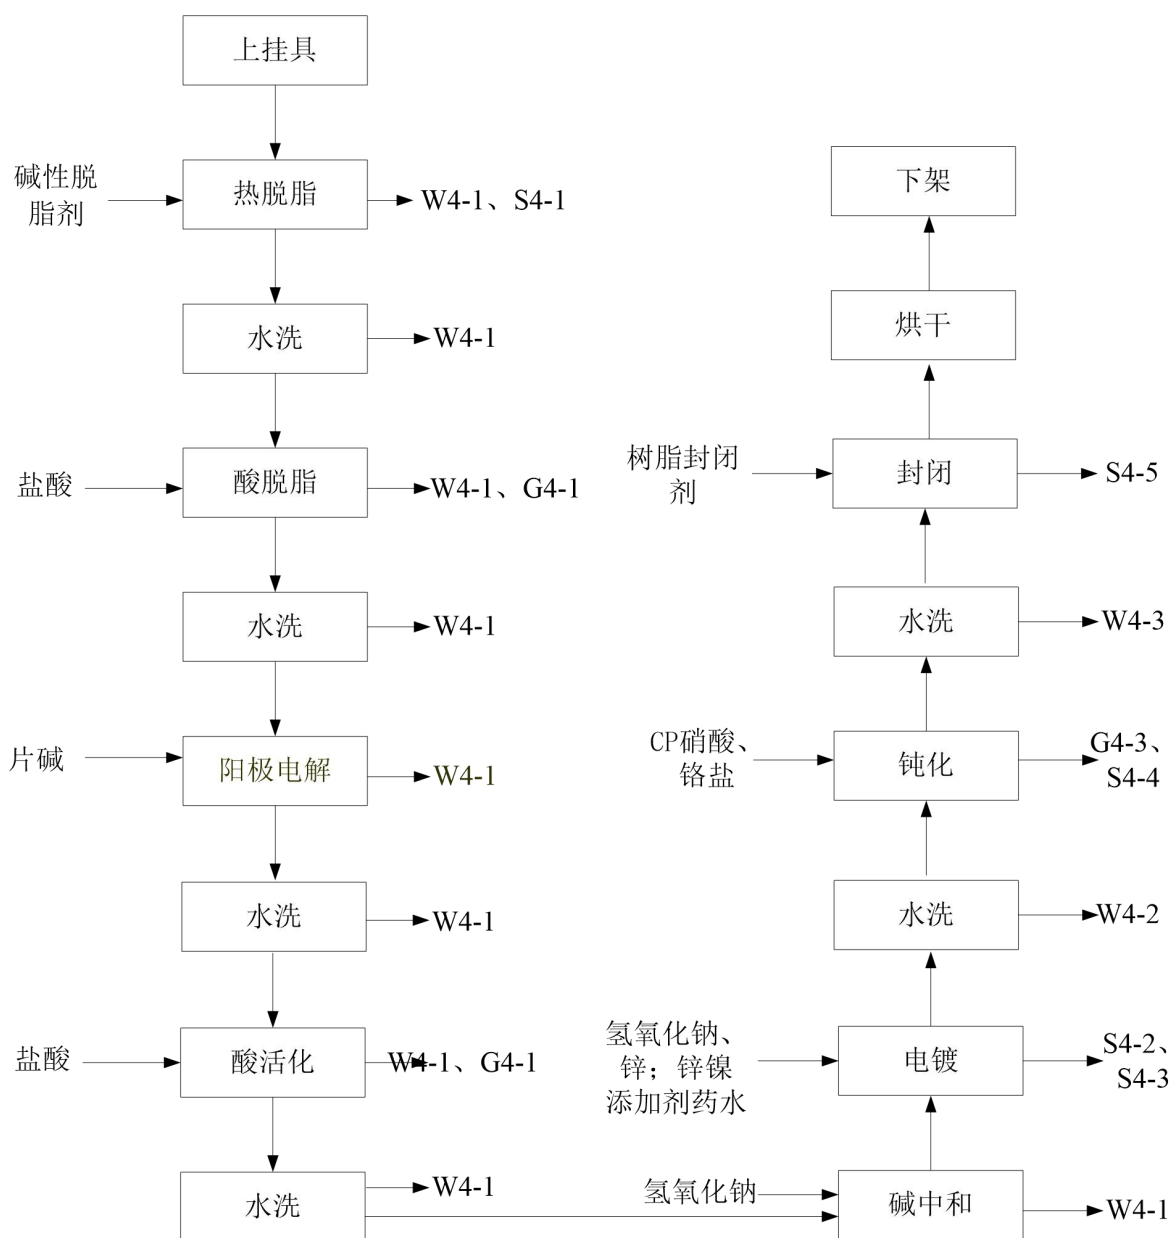 上挂具
碱性脱
脂剂
热脱脂
W4-1、S4-1
水洗
W4-1
盐酸
酸脱脂
W4-1、G4-1
水洗
W4-1
片碱
阳极电解
W4-1
水洗
W4-1
盐酸
酸活化
W4-1、G4-1
水洗
W4-1
氢氧化钠
碱中和
W4-1
氢氧化钠、
锌；锌镍
添加剂药水
电镀
S4-2、
S4-3
水洗
W4-2
CP硝酸、
铬盐
钝化
G4-3、
S4-4
水洗
W4-3
树脂封闭
剂
封闭
S4-5
烘干
下架